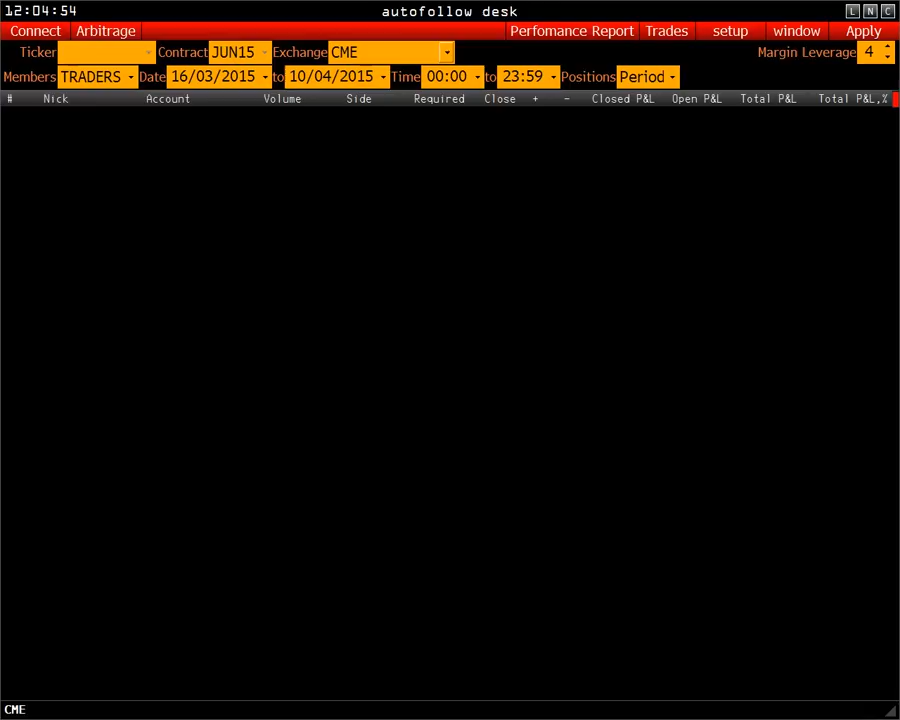 12:04:54 autofollow desk L N C
Connect Arbitrage Perfomance Report Trades setup window Apply
Ticker Contract JUN15 Exchange CME Margin Leverage 4
Members TRADERS Date 16/03/2015 to 10/04/2015 Time 00:00 to 23:59 Positions Period
# Nick Account Volume Side Required Close + - Closed P&L Open P&L Total P&L Total P&L,%
CME